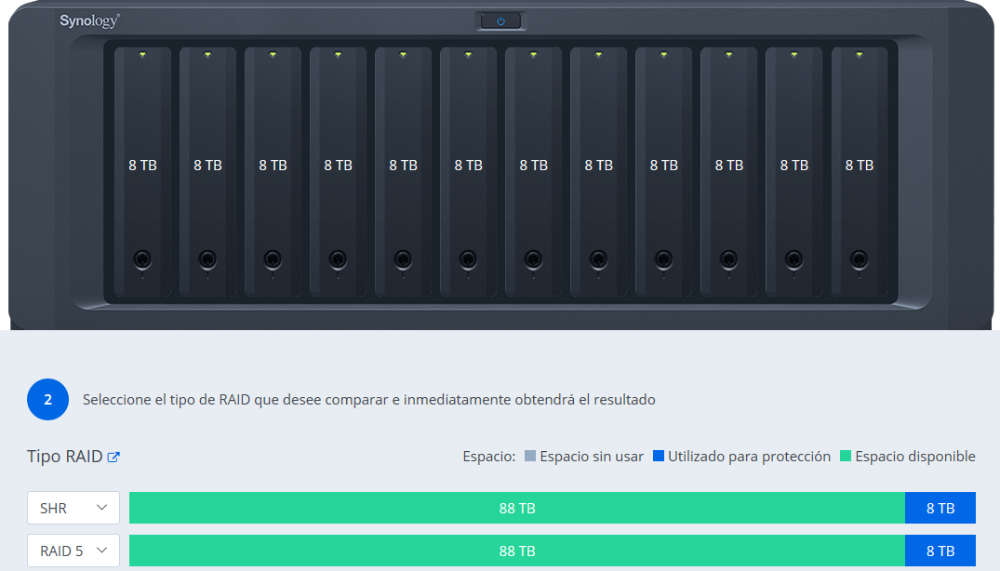 Synology
8 TB 8 TB 8 TB 8 TB 8 TB 8 TB 8 TB 8 TB 8 TB 8 TB 8 TB 8 TB
2 Seleccione el tipo de RAID que desee comparar e inmediatamente obtendrá el resultado
Tipo RAID Espacio: Espacio sin usar Utilizado para protección Espacio disponible
SHR 88 TB 8 TB
RAID 5 88 TB 8 TB